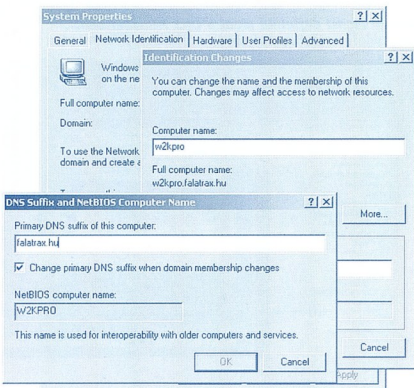 System Properties
General Network Identification Hardware User Profiles Advanced
Windows
on the ne
Full computer name:
Domain:
To use the Network
domain and create a
Identification Changes
You can change the name and the membership of this
computer. Changes may affect access to network resources.
Computer name:
w2kpro
Full computer name:
w2kpro.falatrax.hu
More...
Cancel
Apply
DNS Suffix and NetBIOS Computer Name
Primary DNS suffix of this computer:
falatrax.hu
Change primary DNS suffix when domain membership changes
NetBIOS computer name:
W2KPRO
This name is used for interoperability with older computers and services.
OK Cancel